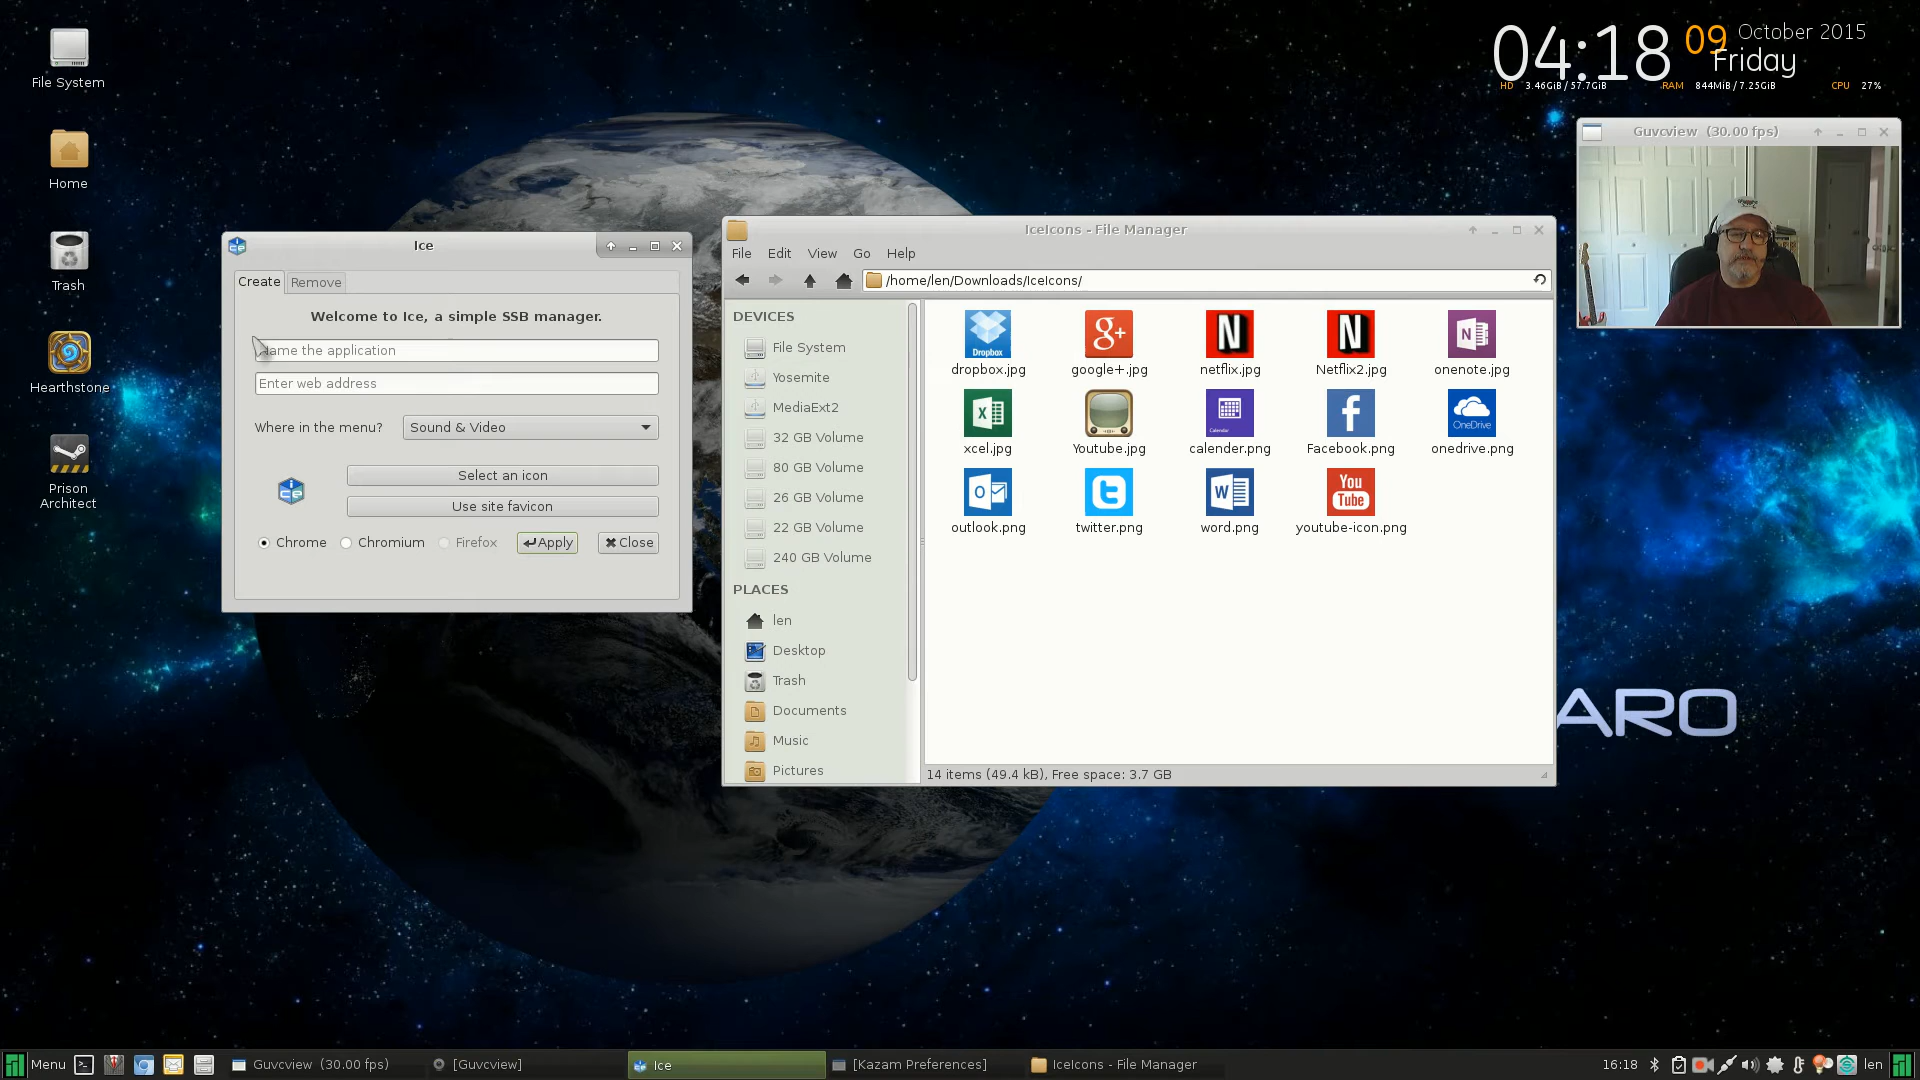 File System
Home
Trash
Hearthstone
Prison
Architect
04:18 09 October 2015
Friday
HD 3.46GiB / 57.7GiB RAM 844MiB / 7.25GiB CPU 27%
Guvcview (30.00 fps)
Ice
Create Remove
Welcome to Ice, a simple SSB manager.
Name the application
Enter web address
Where in the menu? Sound & Video
Select an icon
Use site favicon
Chrome Chromium Firefox Apply Close
IceIcons - File Manager
File Edit View Go Help
/home/len/Downloads/IceIcons/
DEVICES
File System
Yosemite
MediaExt2
32 GB Volume
80 GB Volume
26 GB Volume
22 GB Volume
240 GB Volume
PLACES
len
Desktop
Trash
Documents
Music
Pictures
Dropbox
dropbox.jpg google+.jpg netflix.jpg Netflix2.jpg onenote.jpg
Calendar OneDrive
xcel.jpg Youtube.jpg calender.png Facebook.png onedrive.png
You
Tube
outlook.png twitter.png word.png youtube-icon.png
14 items (49.4 kB), Free space: 3.7 GB
ARO
Menu Guvcview (30.00 fps) [Guvcview] Ice [Kazam Preferences] IceIcons - File Manager 16:18 len